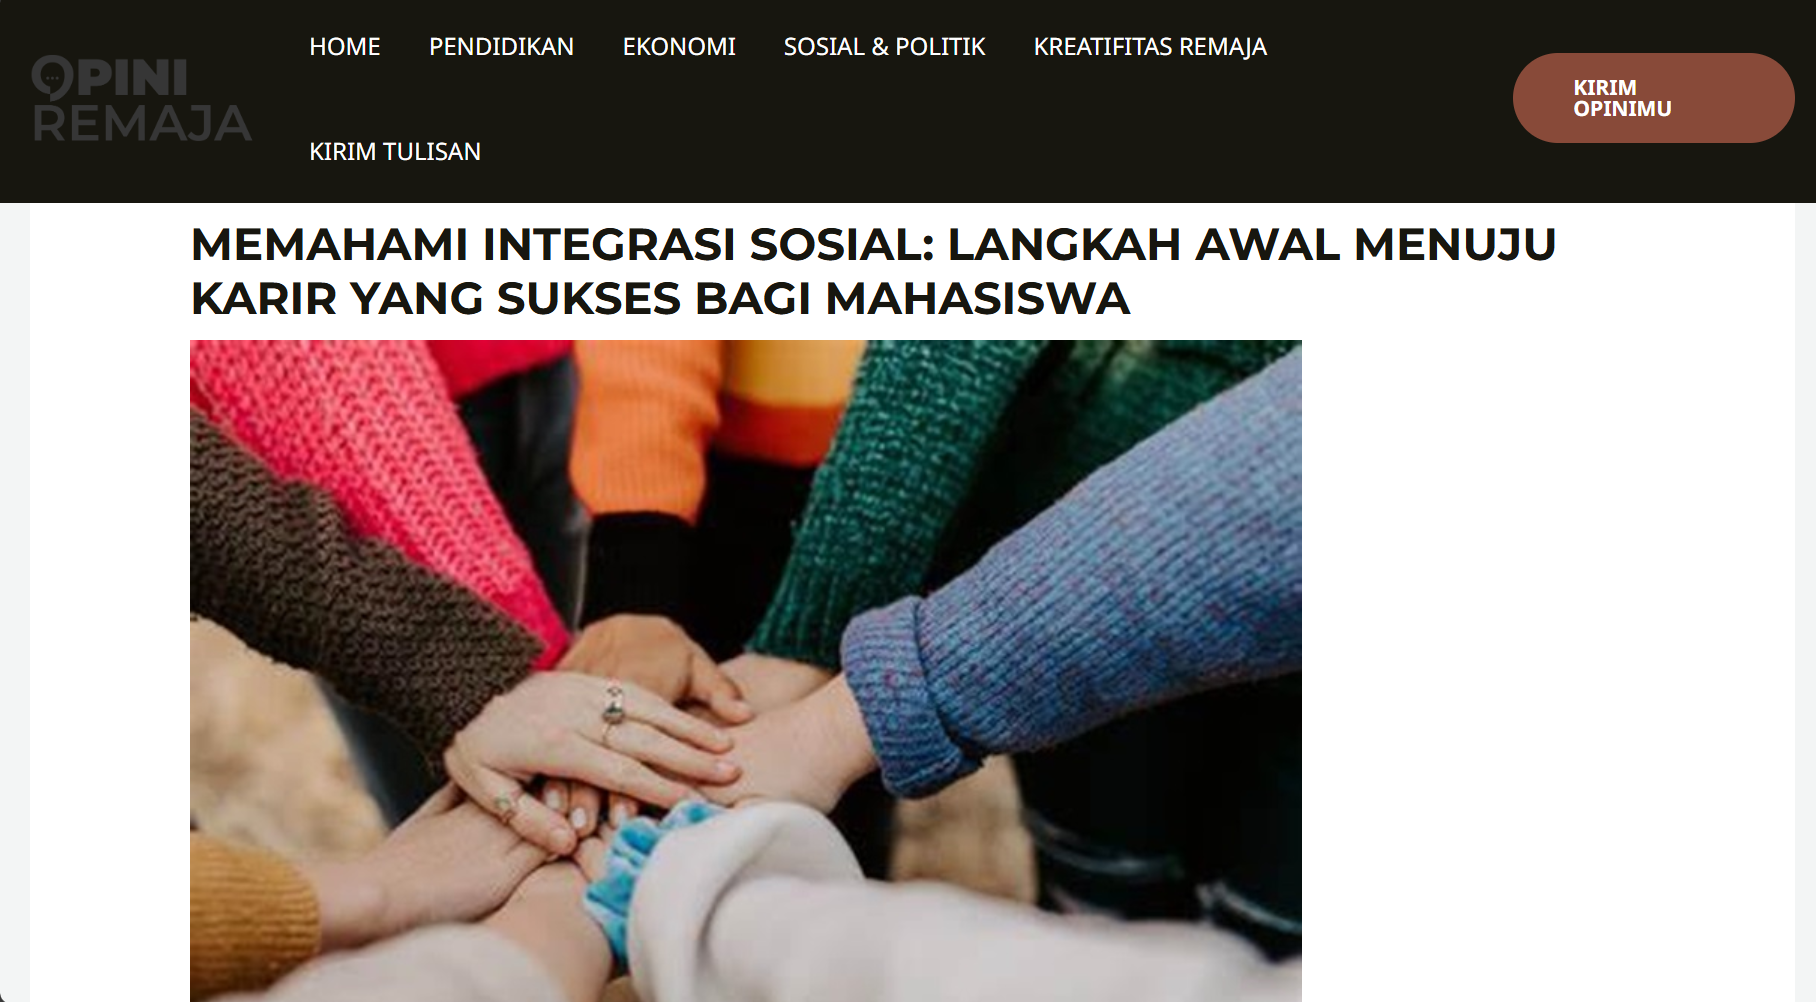 OPINI
REMAJA
HOME
PENDIDIKAN
EKONOMI
SOSIAL & POLITIK
KREATIFITAS REMAJA
KIRIM TULISAN
KIRIM
OPINIMU
MEMAHAMI INTEGRASI SOSIAL: LANGKAH AWAL MENUJU
KARIR YANG SUKSES BAGI MAHASISWA